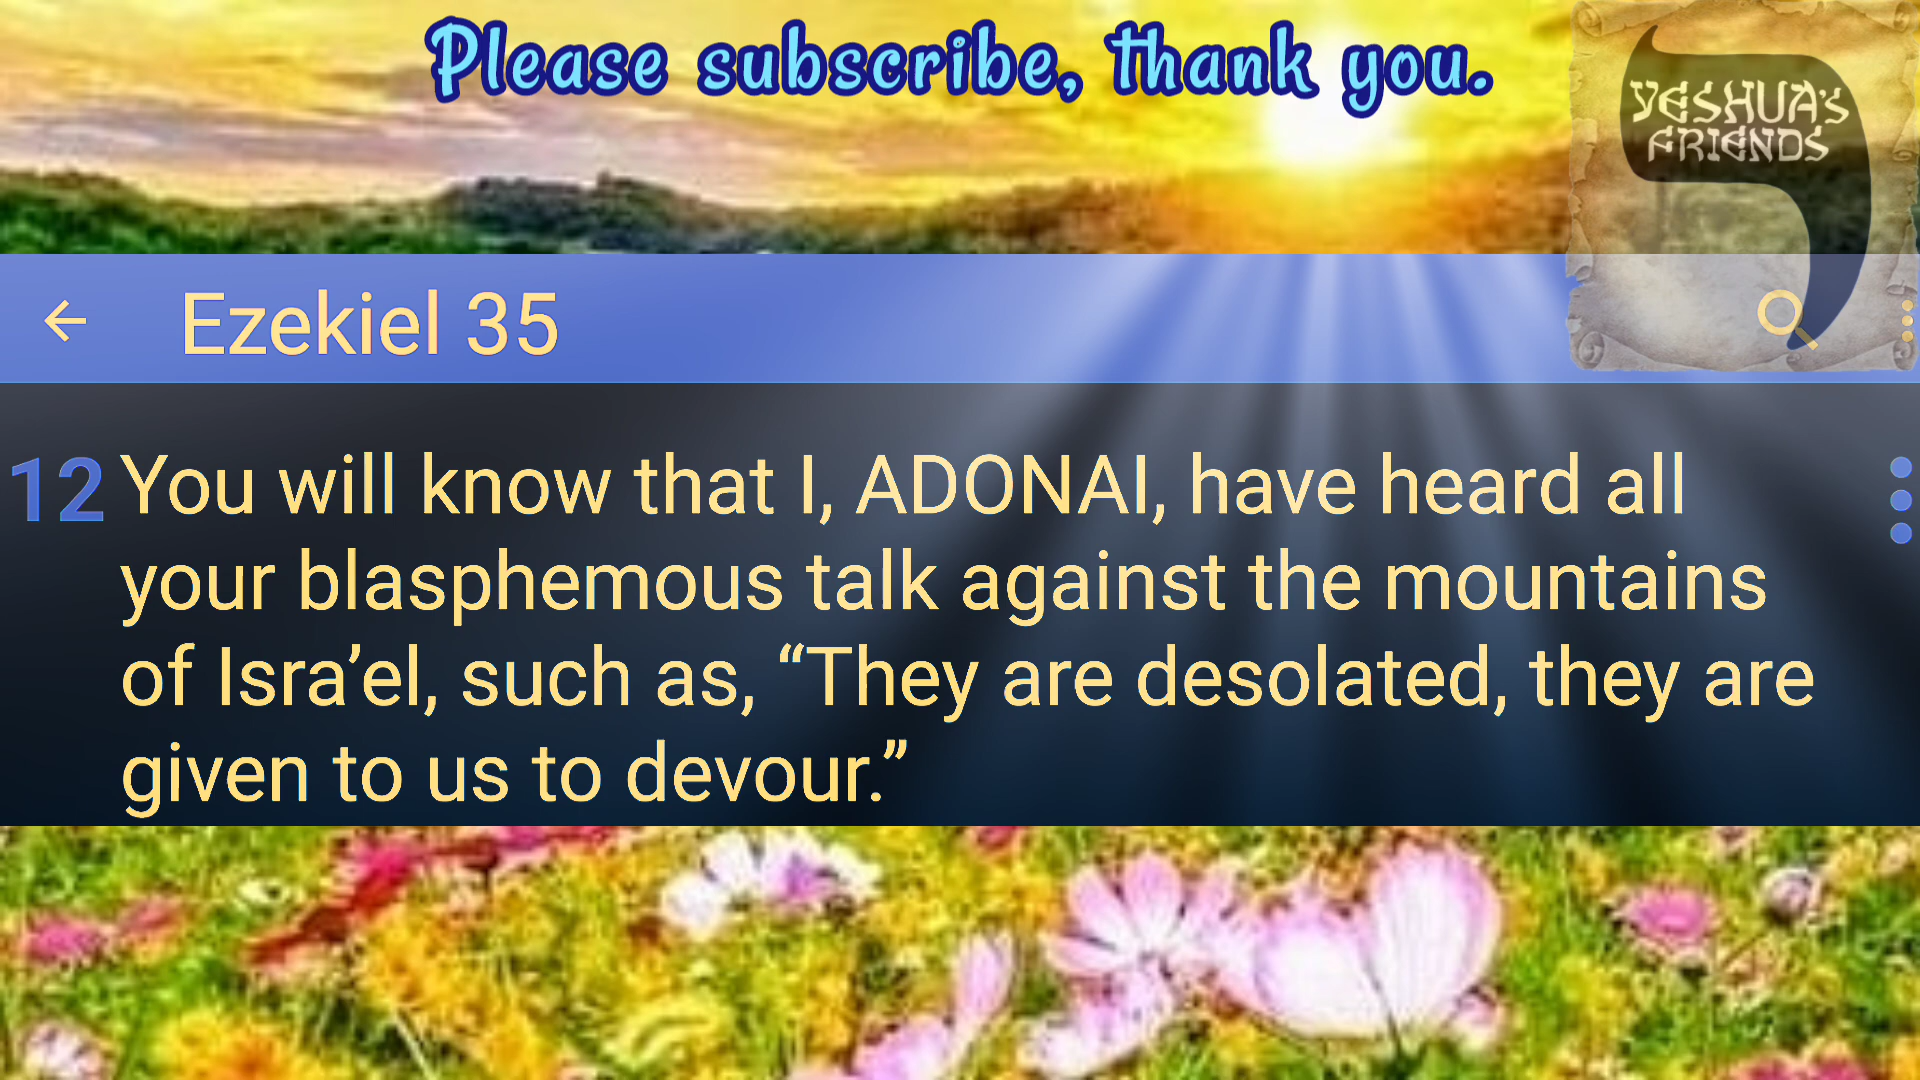 Please subscribe, thank you.
YESHUA's
FRIENDS
Ezekiel 35
12 You will know that I, ADONAI, have heard all
your blasphemous talk against the mountains
of Isra’el, such as, “They are desolated, they are
given to us to devour.”